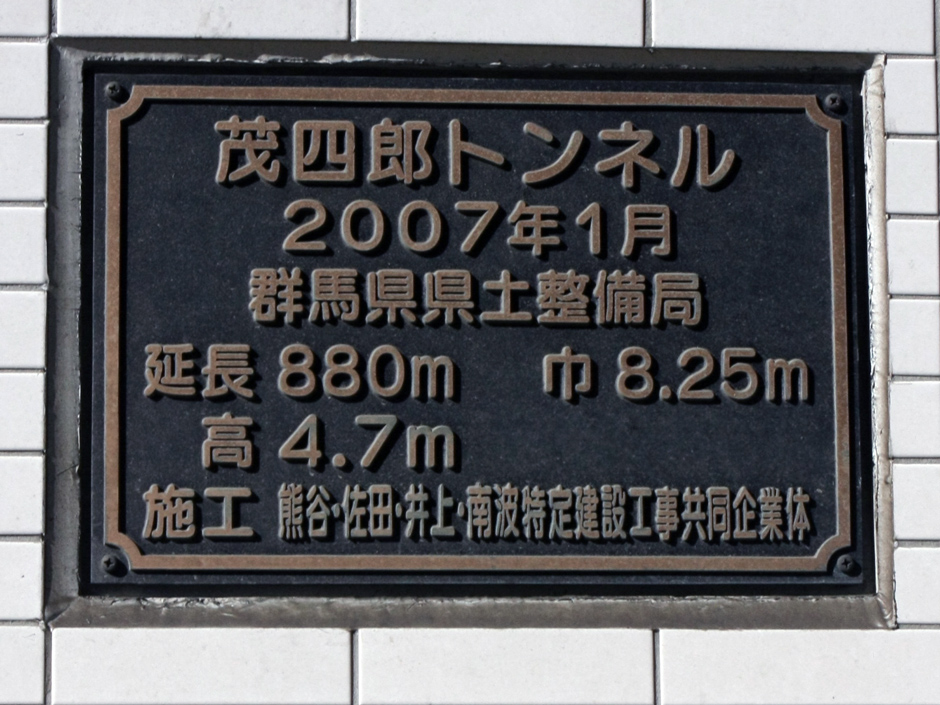 茂四郎トンネル
2007年1月
群馬県県土整備局
延長 880m 巾 8.25m
高 4.7m
施工 熊谷・佐田・井上・南波特定建設工事共同企業体